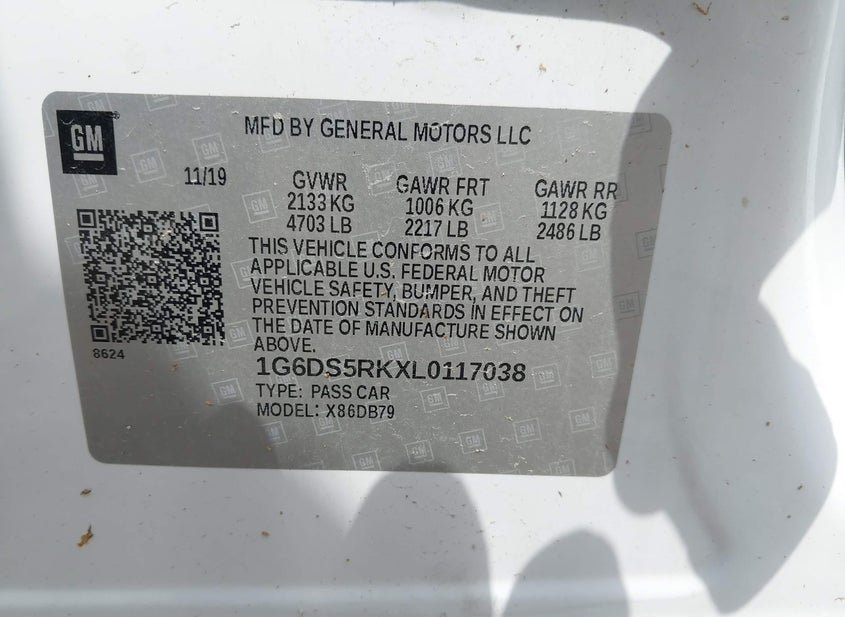 GM
MFD BY GENERAL MOTORS LLC
11/19
GVWR
2133 KG
4703 LB
GAWR FRT
1006 KG
2217 LB
GAWR RR
1128 KG
2486 LB
THIS VEHICLE CONFORMS TO ALL
APPLICABLE U.S. FEDERAL MOTOR
VEHICLE SAFETY, BUMPER, AND THEFT
PREVENTION STANDARDS IN EFFECT ON
THE DATE OF MANUFACTURE SHOWN
ABOVE.
8624
1G6DS5RKXL0117038
TYPE: PASS CAR
MODEL: X86DB79